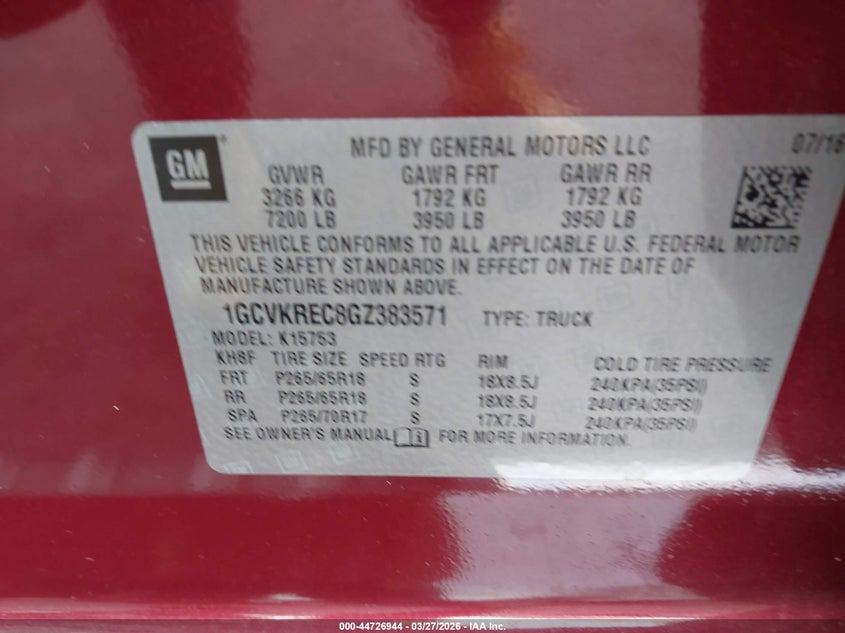 GM®
MFD BY GENERAL MOTORS LLC 07/16
GVWR GAWR FRT GAWR RR
3266 KG 1792 KG 1792 KG
7200 LB 3950 LB 3950 LB
THIS VEHICLE CONFORMS TO ALL APPLICABLE U.S. FEDERAL MOTOR
VEHICLE SAFETY STANDARDS IN EFFECT ON THE DATE OF
MANUFACTURE SHOWN ABOVE.
1GCVKREC8GZ383571 TYPE: TRUCK
MODEL: K15753
KH8F TIRE SIZE SPEED RTG RIM COLD TIRE PRESSURE
FRT P265/65R18 S 18X8.5J 240KPA(35PSI)
RR P265/65R18 S 18X8.5J 240KPA(35PSI)
SPA P265/70R17 S 17X7.5J 240KPA(35PSI)
SEE OWNER'S MANUAL FOR MORE INFORMATION.
000-44726944 | 03/27/2026 | IAA Inc.